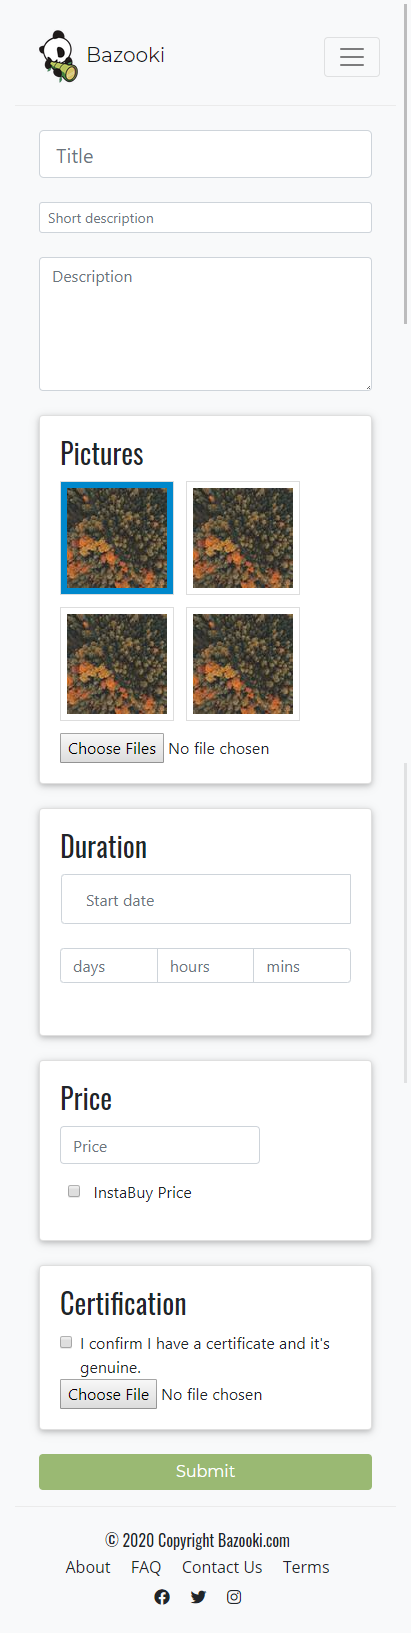 Bazooki
Title
Short description
Description
Pictures
Choose Files No file chosen
Duration
Start date
days hours mins
Price
Price
InstaBuy Price
Certification
I confirm I have a certificate and it's
genuine.
Choose File No file chosen
Submit
© 2020 Copyright Bazooki.com
About FAQ Contact Us Terms